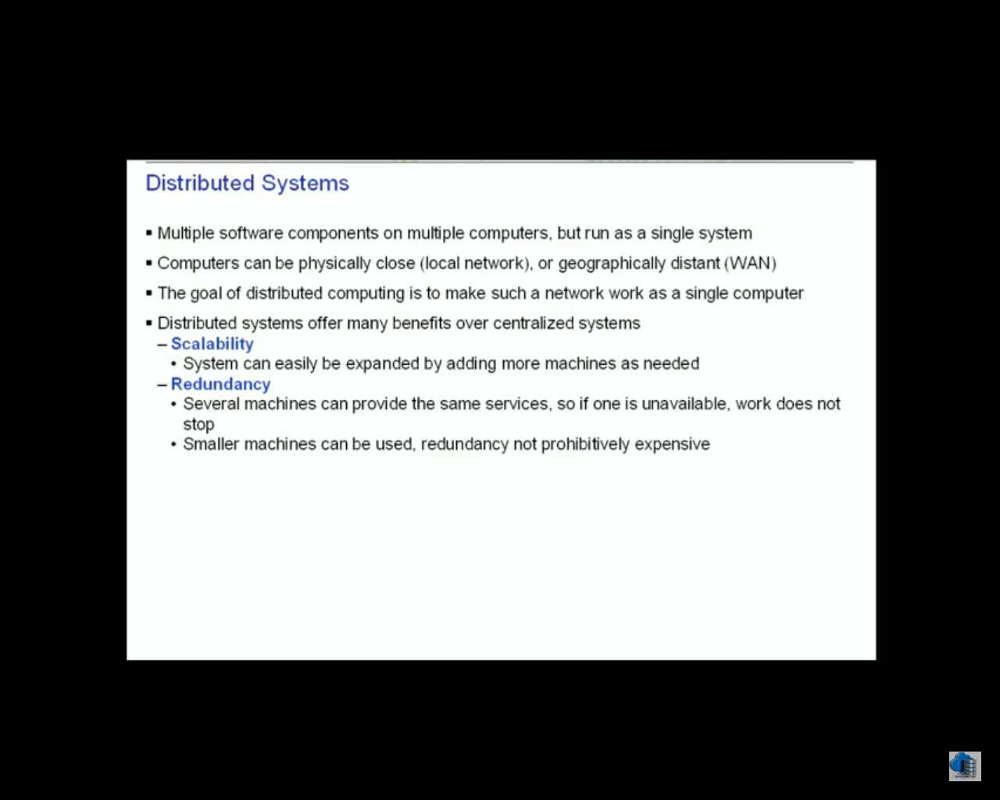 Distributed Systems
▪ Multiple software components on multiple computers, but run as a single system
▪ Computers can be physically close (local network), or geographically distant (WAN)
▪ The goal of distributed computing is to make such a network work as a single computer
▪ Distributed systems offer many benefits over centralized systems
– Scalability
• System can easily be expanded by adding more machines as needed
– Redundancy
• Several machines can provide the same services, so if one is unavailable, work does not
stop
• Smaller machines can be used, redundancy not prohibitively expensive